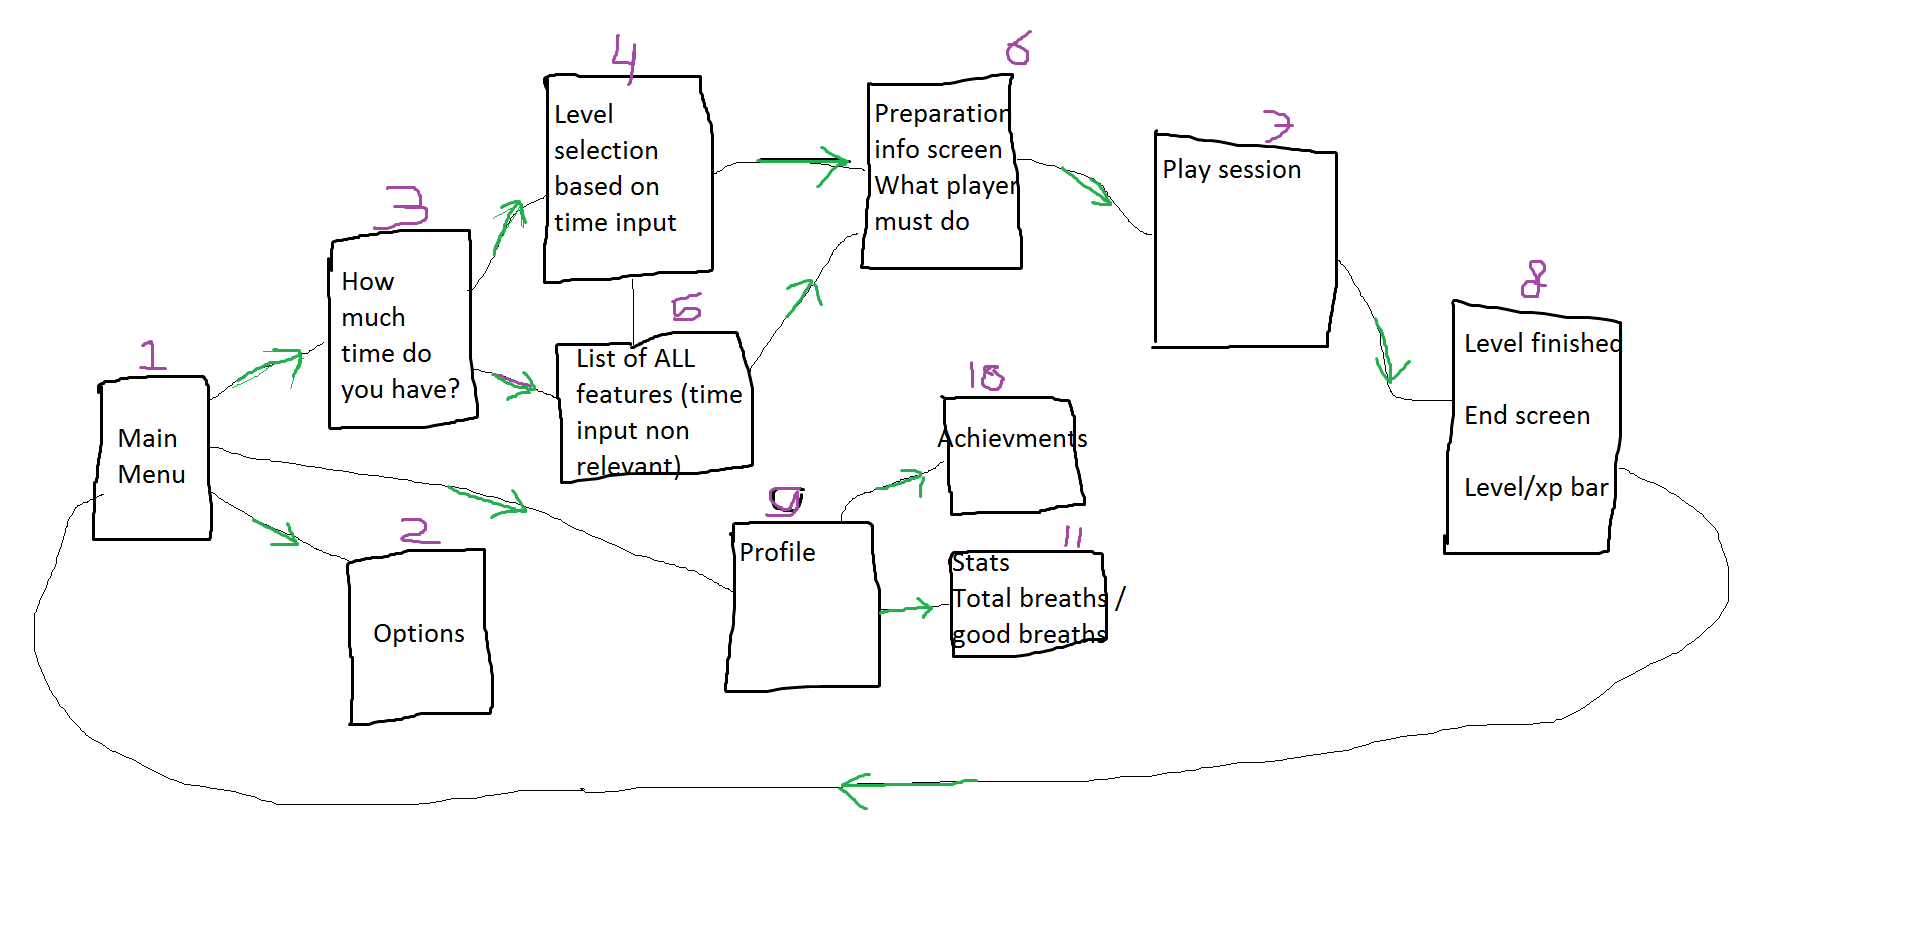 1
Main
Menu
2
Options
3
How
much
time do
you have?
4
Level
selection
based on
time input
5
List of ALL
features (time
input non
relevant)
6
Preparation
info screen
What player
must do
7
Play session
8
Level finished
End screen
Level/xp bar
9
Profile
10
Achievments
11
Stats
Total breaths /
good breaths